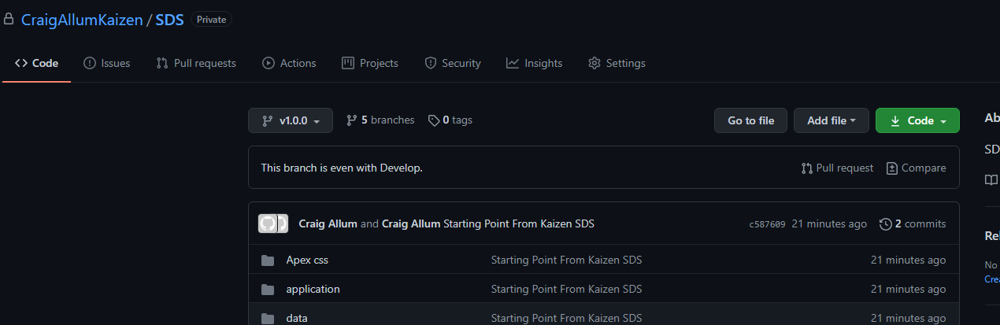 CraigAllumKaizen / SDS Private
Code Issues Pull requests Actions Projects Security Insights Settings
v1.0.0 5 branches 0 tags Go to file Add file Code
Ab
This branch is even with Develop. Pull request Compare
SD
Craig Allum and Craig Allum Starting Point From Kaizen SDS c587609 21 minutes ago 2 commits
Rel
Apex css Starting Point From Kaizen SDS 21 minutes ago
No
Crea
application Starting Point From Kaizen SDS 21 minutes ago
data Starting Point From Kaizen SDS 21 minutes ago